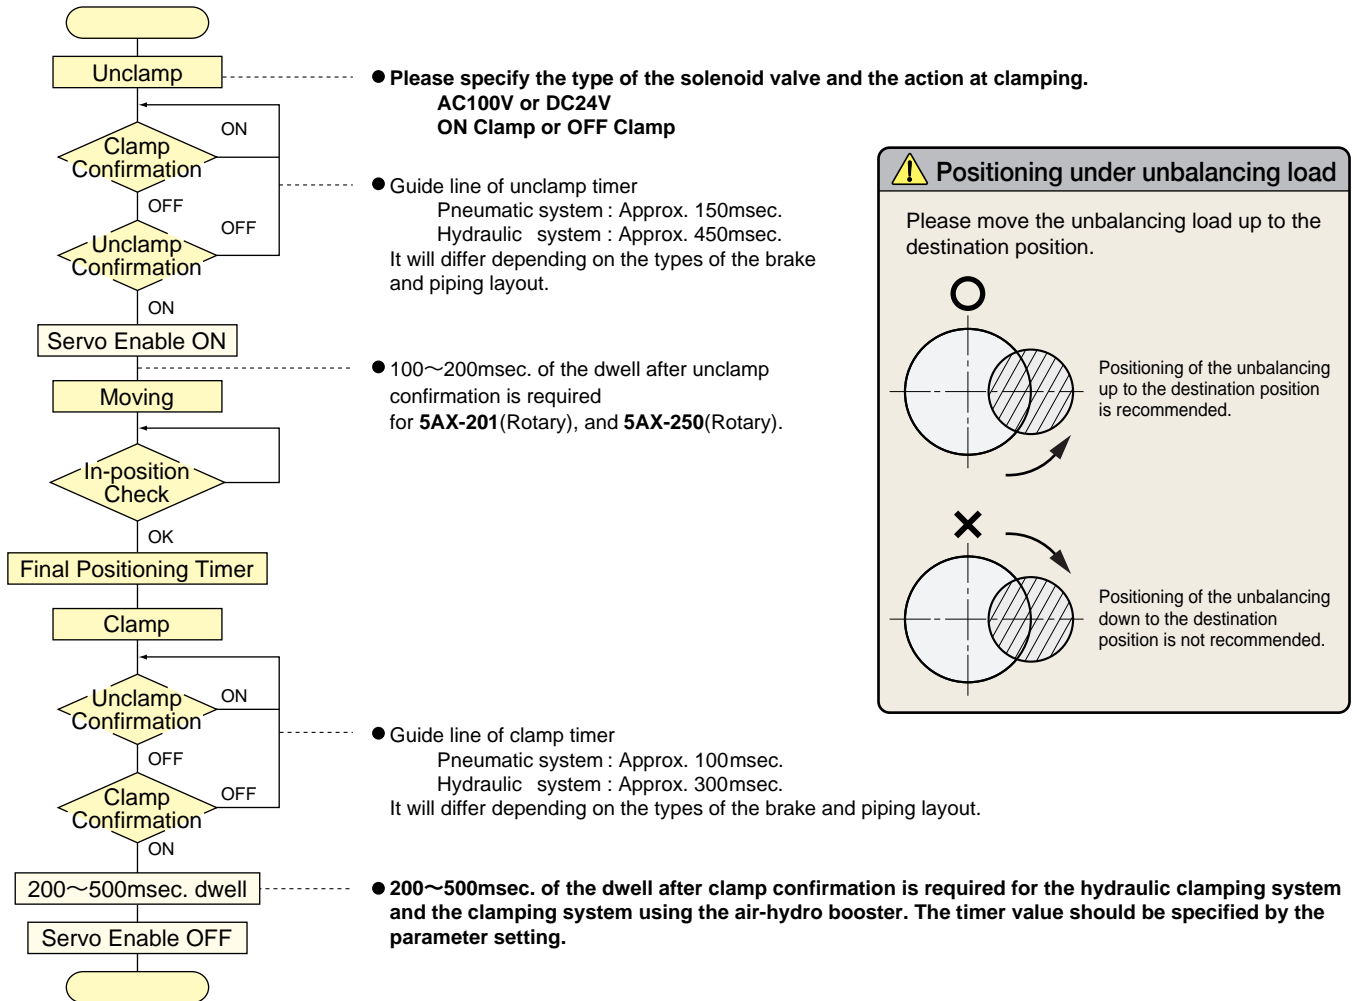 Unclamp
● Please specify the type of the solenoid valve and the action at clamping.
AC100V or DC24V
ON Clamp or OFF Clamp
ON
Clamp
Confirmation
OFF
OFF
Unclamp
Confirmation
ON
● Guide line of unclamp timer
Pneumatic system : Approx. 150msec.
Hydraulic system : Approx. 450msec.
It will differ depending on the types of the brake
and piping layout.
Servo Enable ON
● 100～200msec. of the dwell after unclamp
confirmation is required
for 5AX-201(Rotary), and 5AX-250(Rotary).
Moving
In-position
Check
OK
Final Positioning Timer
Clamp
ON
Unclamp
Confirmation
OFF
OFF
Clamp
Confirmation
ON
● Guide line of clamp timer
Pneumatic system : Approx. 100msec.
Hydraulic system : Approx. 300msec.
It will differ depending on the types of the brake and piping layout.
200～500msec. dwell
● 200～500msec. of the dwell after clamp confirmation is required for the hydraulic clamping system
and the clamping system using the air-hydro booster. The timer value should be specified by the
parameter setting.
Servo Enable OFF
Positioning under unbalancing load
Please move the unbalancing load up to the
destination position.
Positioning of the unbalancing
up to the destination position
is recommended.
Positioning of the unbalancing
down to the destination
position is not recommended.